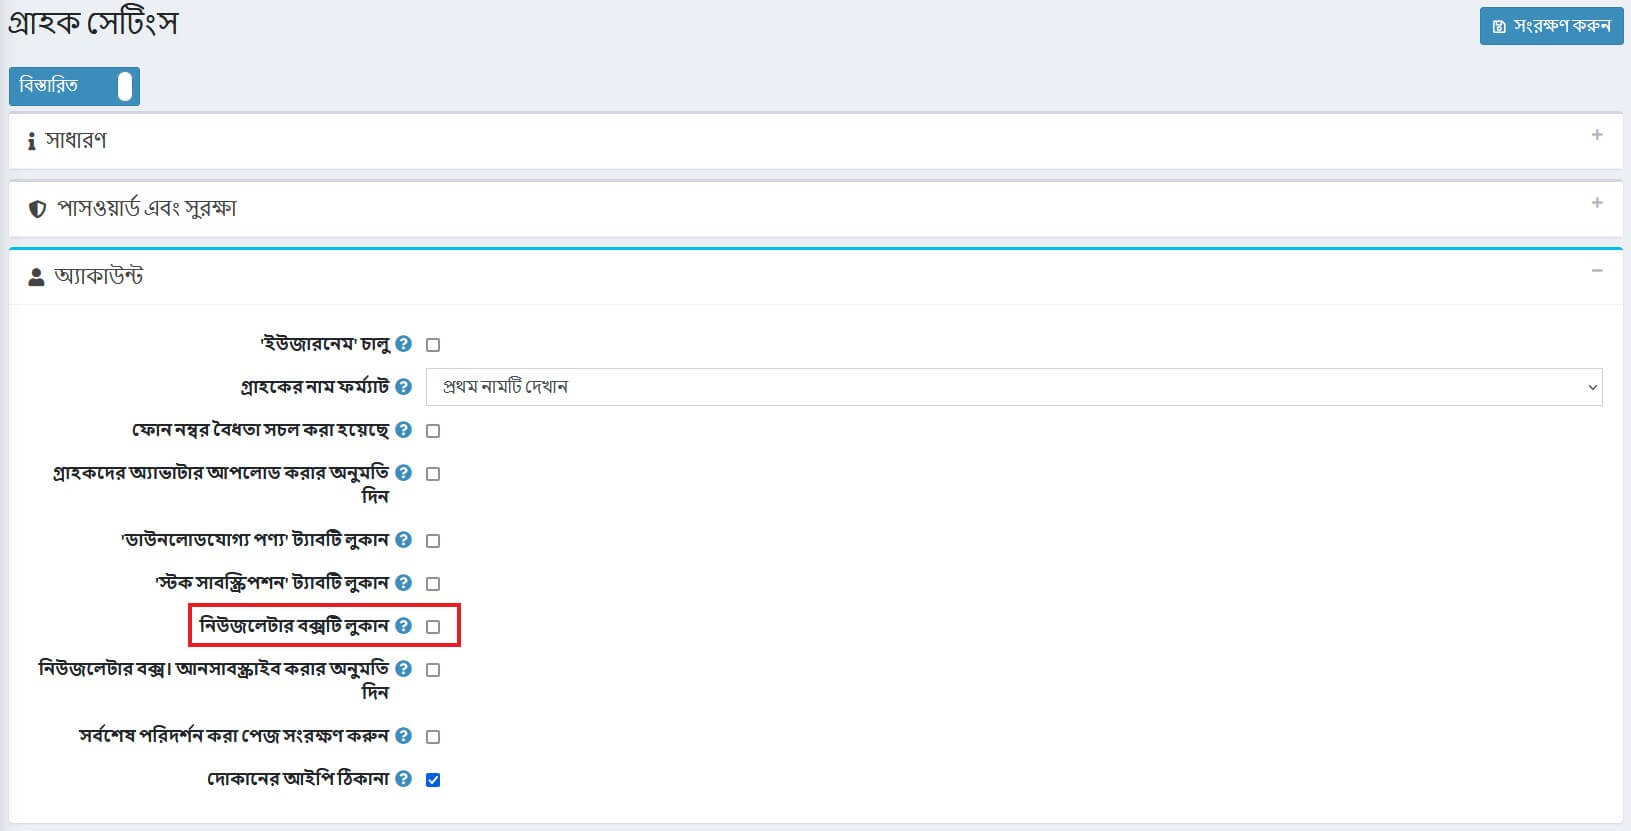 গ্রাহক সেটিংস
সংরক্ষণ করুন
বিস্তারিত
সাধারণ
পাসওয়ার্ড এবং সুরক্ষা
অ্যাকাউন্ট
'ইউজারনেম' চালু
গ্রাহকের নাম ফর্ম্যাট
প্রথম নামটি দেখান
ফোন নম্বর বৈধতা সচল করা হয়েছে
গ্রাহকদের অ্যাভাটার আপলোড করার অনুমতি
দিন
'ডাউনলোডযোগ্য পণ্য' ট্যাবটি লুকান
'স্টক সাবস্ক্রিপশন' ট্যাবটি লুকান
নিউজলেটার বক্সটি লুকান
নিউজলেটার বক্স। আনসাবস্ক্রাইব করার অনুমতি
দিন
সর্বশেষ পরিদর্শন করা পেজ সংরক্ষণ করুন
দোকানের আইপি ঠিকানা